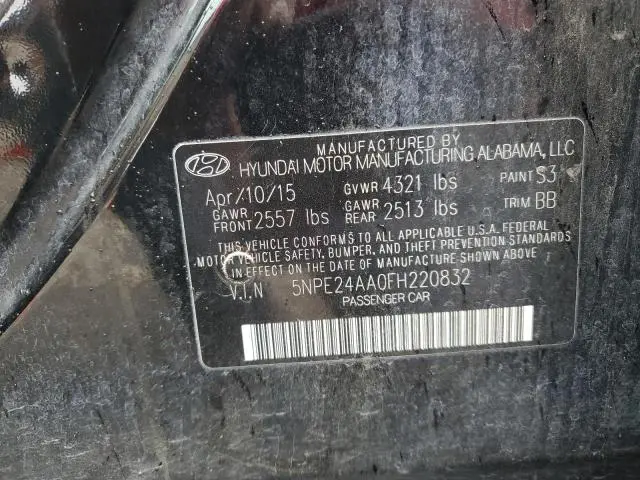 MANUFACTURED BY
HYUNDAI MOTOR MANUFACTURING ALABAMA, LLC
Apr/10/15 GVWR 4321 lbs PAINT S3
GAWR FRONT 2557 lbs GAWR REAR 2513 lbs TRIM BB
THIS VEHICLE CONFORMS TO ALL APPLICABLE U.S.A. FEDERAL
MOTOR VEHICLE SAFETY, BUMPER, AND THEFT PREVENTION STANDARDS
IN EFFECT ON THE DATE OF MANUFACTURE SHOWN ABOVE
V.I.N 5NPE24AA0FH220832
PASSENGER CAR